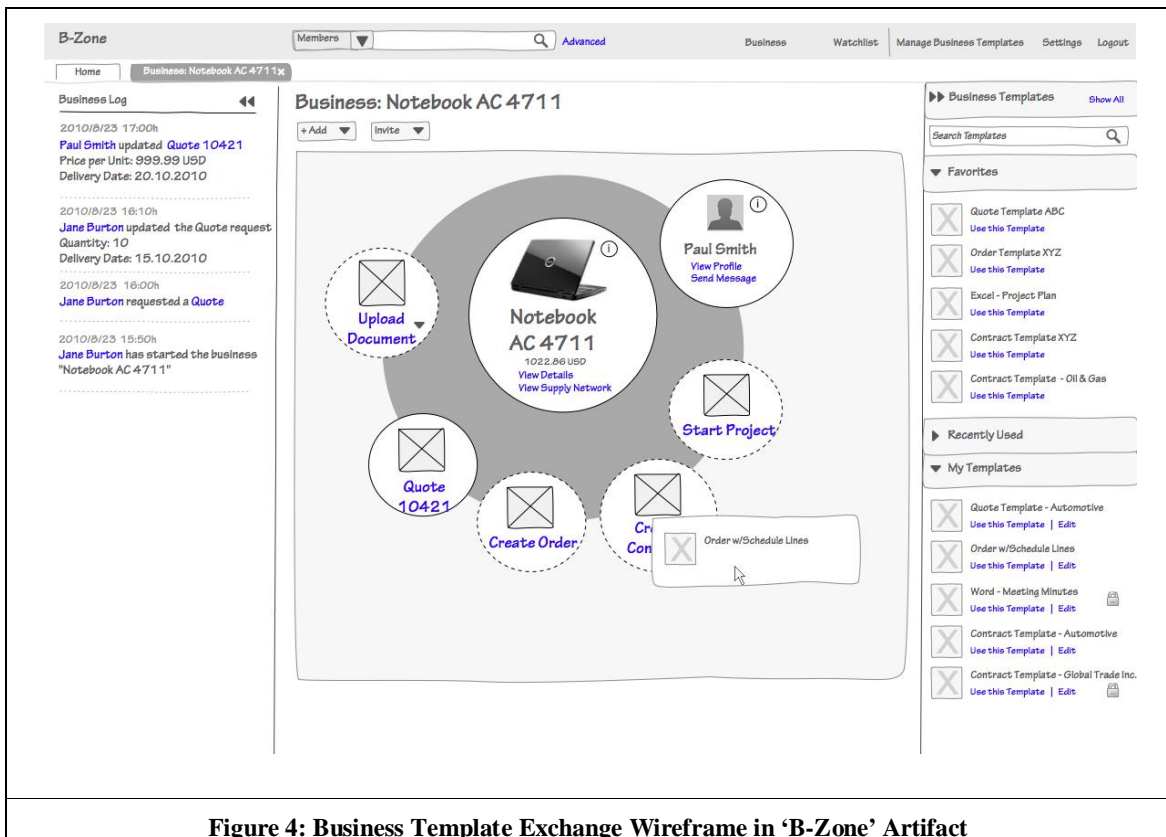 B-Zone
Members
Advanced
Business
Watchlist
Manage Business Templates
Settings
Logout
Home
Business: Notebook AC 4711x
Business Log
2010/8/23 17:00h
Paul Smith updated Quote 10421
Price per Unit: 999.99 USD
Delivery Date: 20.10.2010
2010/8/23 16:10h
Jane Burton updated the Quote request
Quantity: 10
Delivery Date: 15.10.2010
2010/8/23 16:00h
Jane Burton requested a Quote
2010/8/23 15:50h
Jane Burton has started the business
"Notebook AC 4711"
Business: Notebook AC 4711
+ Add
Invite
i
Paul Smith
View Profile
Send Message
i
Notebook
AC 4711
1022.86 USD
View Details
View Supply Network
Upload
Document
Start Project
Quote
10421
Create Order
Cr
Con
Order w/Schedule Lines
Business Templates
Show All
Search Templates
Favorites
Quote Template ABC
Use this Template
Order Template XYZ
Use this Template
Excel - Project Plan
Use this Template
Contract Template XYZ
Use this Template
Contract Template - Oil & Gas
Use this Template
Recently Used
My Templates
Quote Template - Automotive
Use this Template | Edit
Order w/Schedule Lines
Use this Template | Edit
Word - Meeting Minutes
Use this Template | Edit
Contract Template - Automotive
Use this Template | Edit
Contract Template - Global Trade Inc.
Use this Template | Edit
Figure 4: Business Template Exchange Wireframe in ‘B-Zone’ Artifact